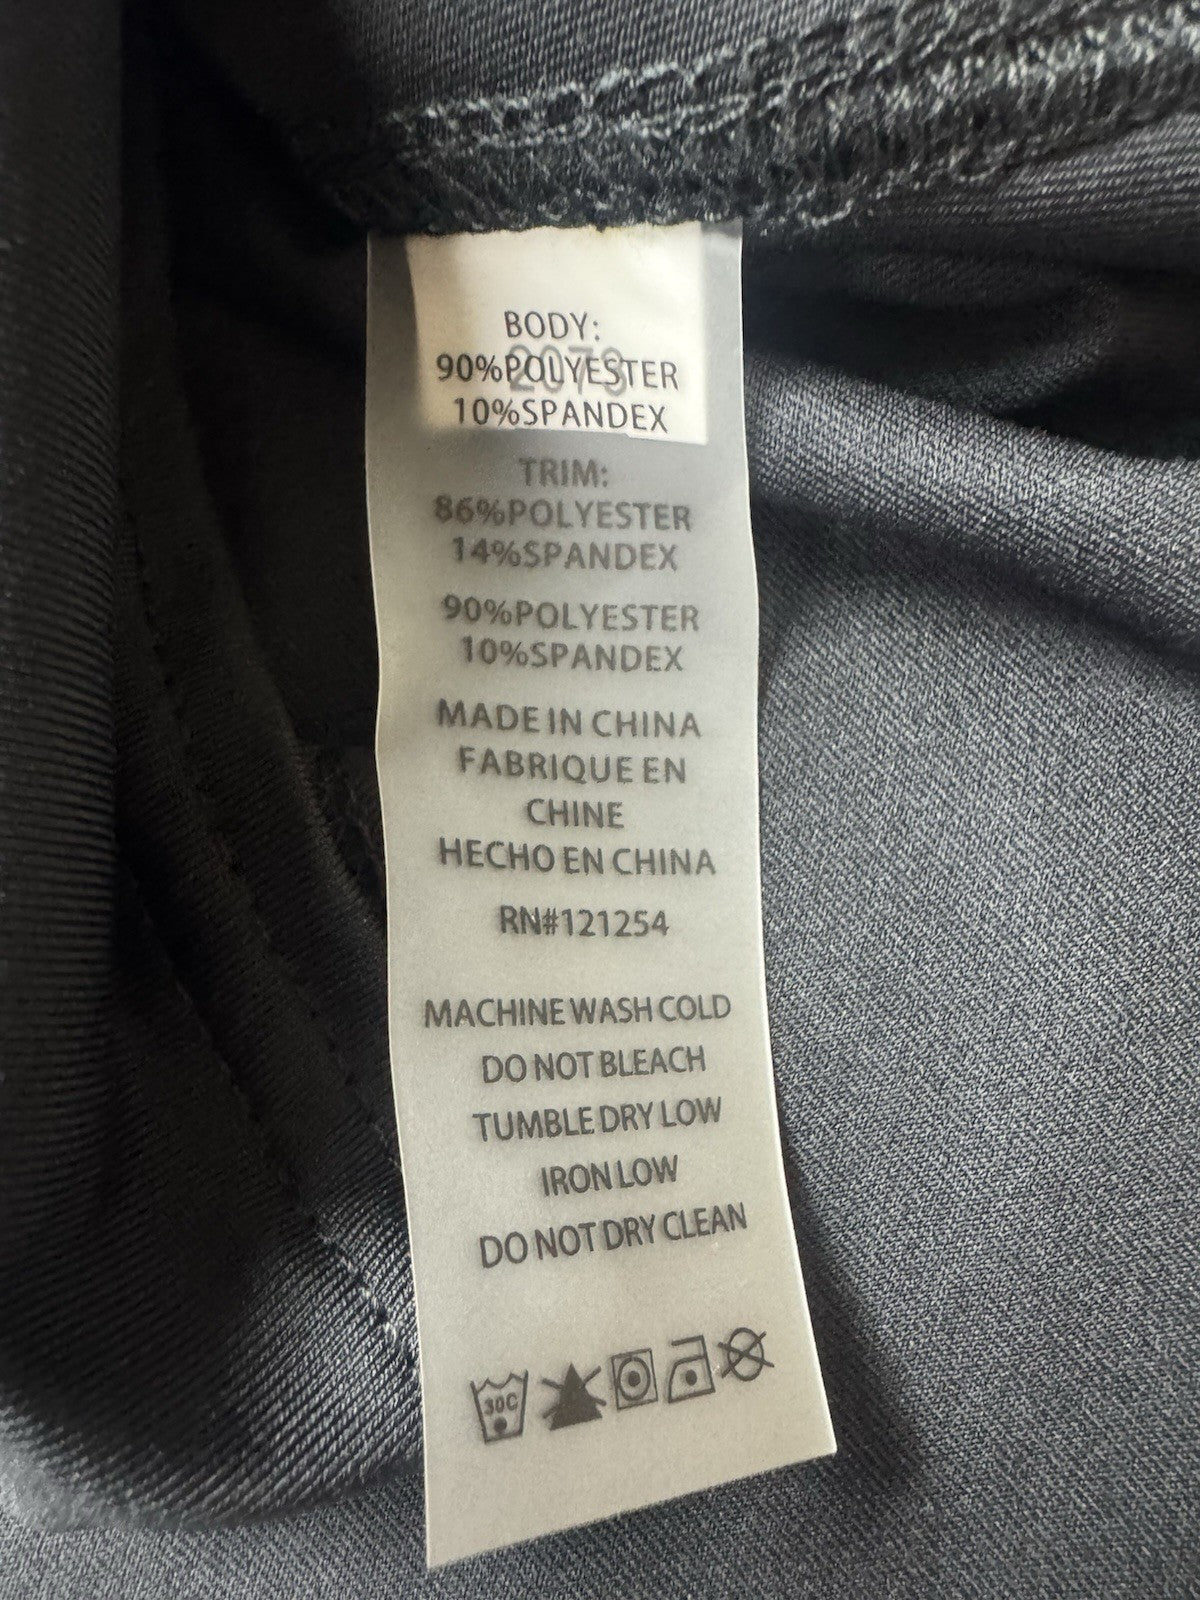 BODY:
90%POLYESTER
10%SPANDEX
TRIM:
86%POLYESTER
14%SPANDEX
90%POLYESTER
10%SPANDEX
MADE IN CHINA
FABRIQUE EN
CHINE
HECHO EN CHINA
RN#121254
MACHINE WASH COLD
DO NOT BLEACH
TUMBLE DRY LOW
IRON LOW
DO NOT DRY CLEAN
30C